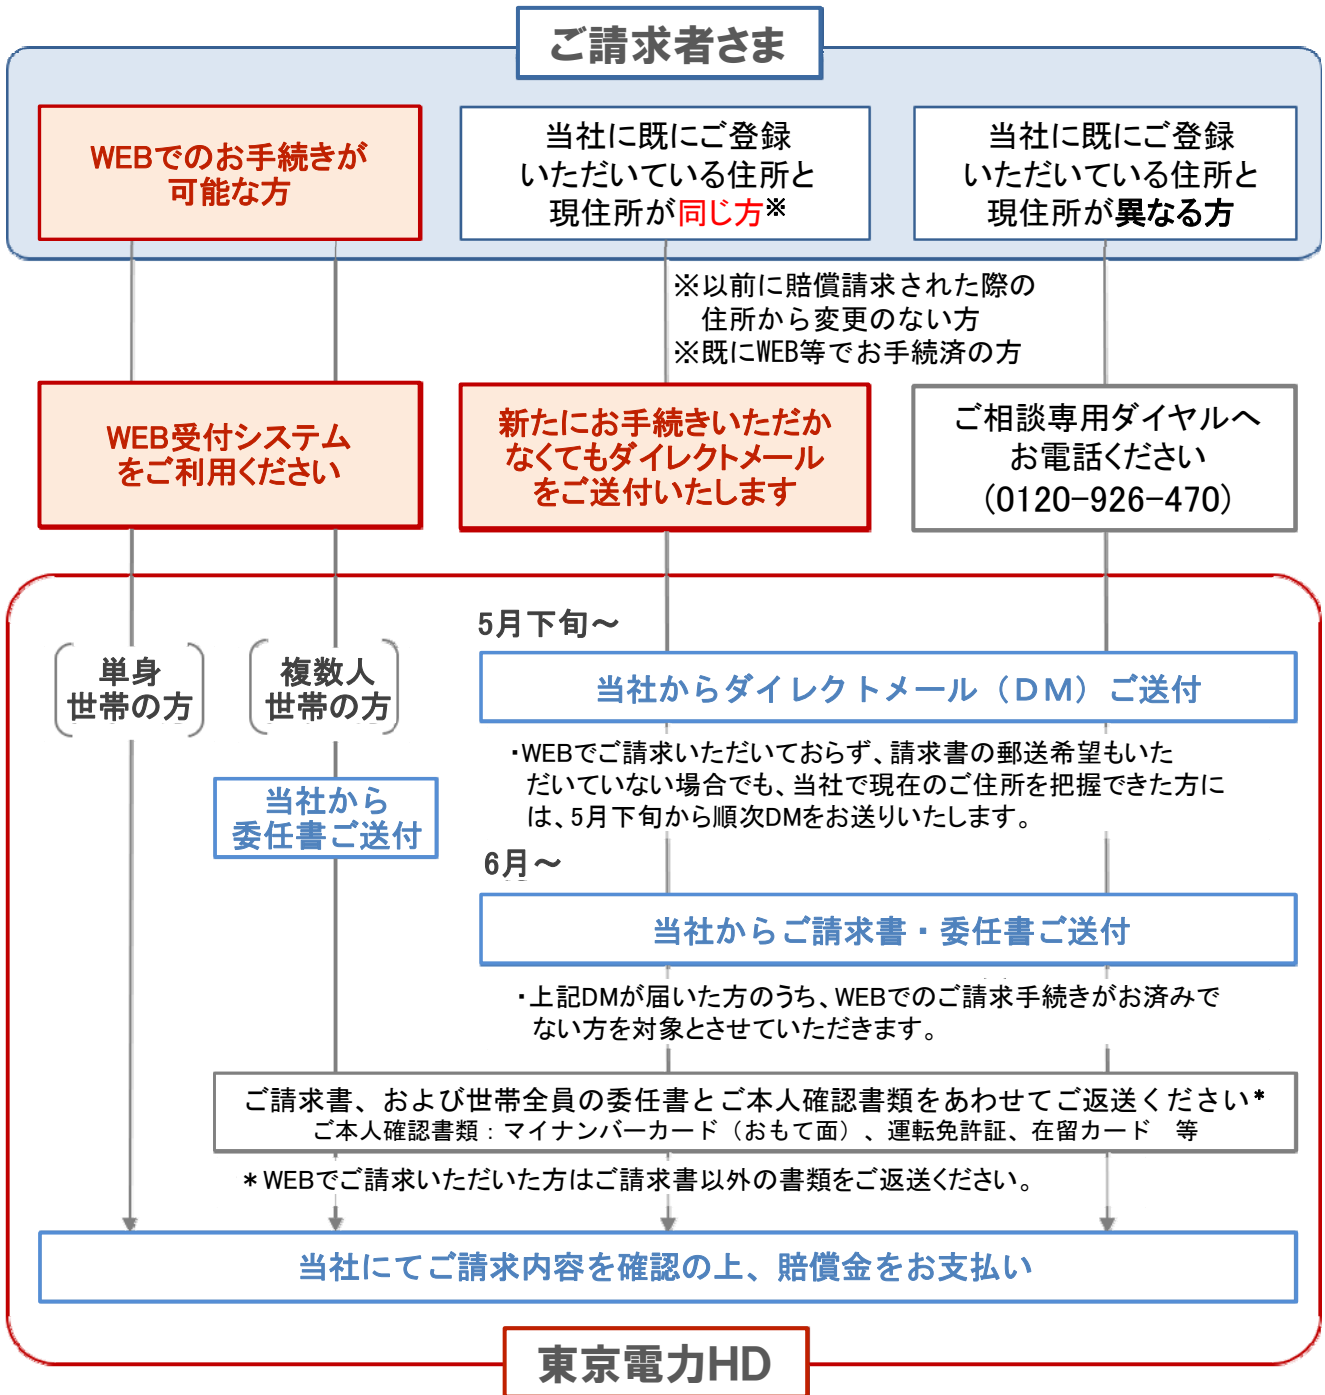 ご請求者さま
WEBでのお手続きが
可能な方
当社に既にご登録
いただいている住所と
現住所が同じ方※
当社に既にご登録
いただいている住所と
現住所が異なる方
※以前に賠償請求された際の
住所から変更のない方
※既にWEB等でお手続済の方
WEB受付システム
をご利用ください
新たにお手続きいただか
なくてもダイレクトメール
をご送付いたします
ご相談専用ダイヤルへ
お電話ください
(0120-926-470)
単身
世帯の方
複数人
世帯の方
5月下旬～
当社からダイレクトメール（DM）ご送付
・WEBでご請求いただいておらず、請求書の郵送希望もいた
だいていない場合でも、当社で現在のご住所を把握できた方に
は、5月下旬から順次DMをお送りいたします。
当社から
委任書ご送付
6月～
当社からご請求書・委任書ご送付
・上記DMが届いた方のうち、WEBでのご請求手続きがお済みで
ない方を対象とさせていただきます。
ご請求書、および世帯全員の委任書とご本人確認書類をあわせてご返送ください*
ご本人確認書類：マイナンバーカード（おもて面）、運転免許証、在留カード　等
*WEBでご請求いただいた方はご請求書以外の書類をご返送ください。
当社にてご請求内容を確認の上、賠償金をお支払い
東京電力HD